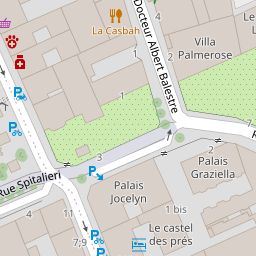 La Casbah
Docteur Albert Balestre
Villa
Palmerose
Le
L
1
7
3
Rue Spitalieri
Palais
Jocelyn
Palais
Graziella
2
4
11
7;9
1 bis
Le castel
des prés